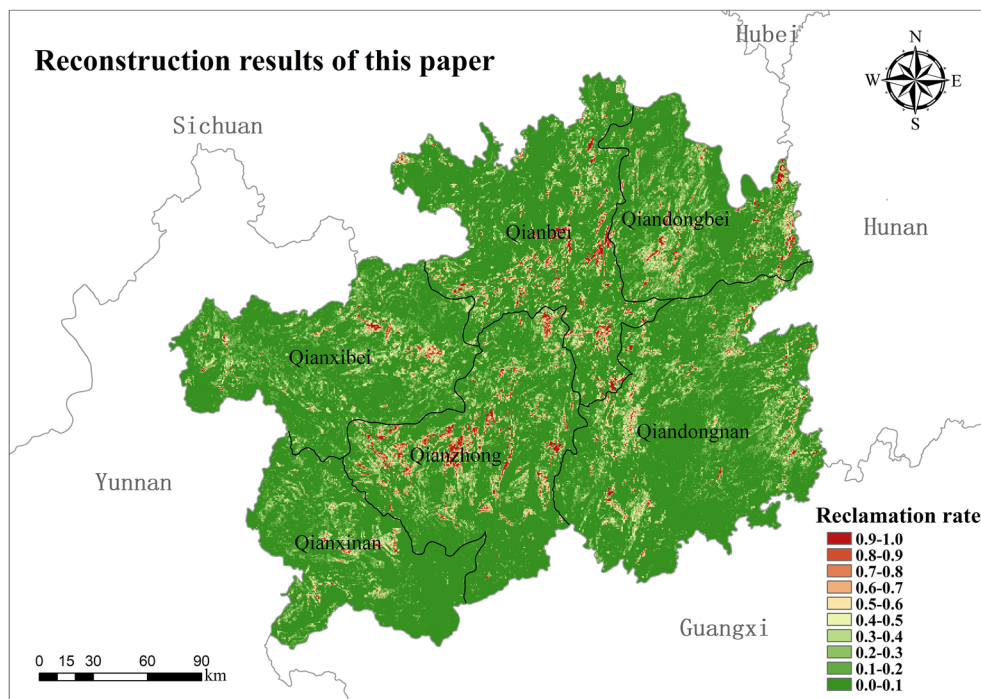 Reconstruction results of this paper
Hubei
N
W E
S
Sichuan
Qianbei
Qiandongbei
Hunan
Qianxibei
Qiandongnan
Qianzhong
Yunnan
Qianxinan
Guangxi
Reclamation rate
0.9-1.0
0.8-0.9
0.7-0.8
0.6-0.7
0.5-0.6
0.4-0.5
0.3-0.4
0.2-0.3
0.1-0.2
0.0-0.1
0 15 30 60 90
km